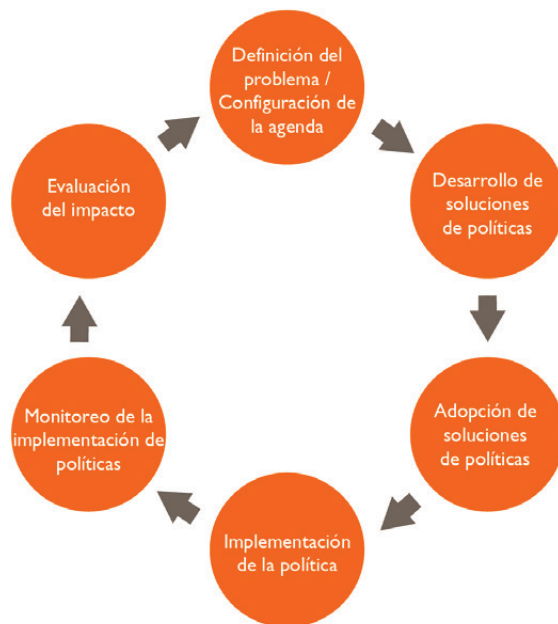 Definición del
problema /
Configuración de
la agenda
Desarrollo de
soluciones
de políticas
Adopción de
soluciones
de políticas
Implementación
de la política
Monitoreo de la
implementación de
políticas
Evaluación
del impacto